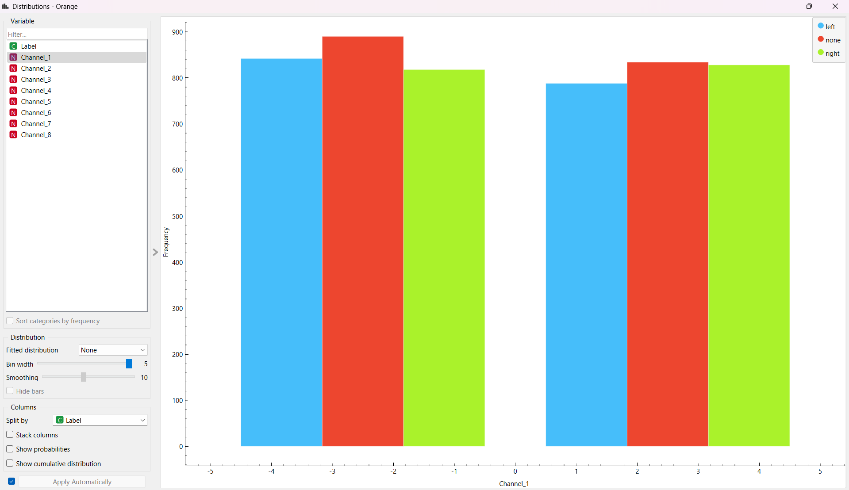 Distributions - Orange
Variable
Filter...
C Label
N Channel_1
N Channel_2
N Channel_3
N Channel_4
N Channel_5
N Channel_6
N Channel_7
N Channel_8
Sort categories by frequency
Distribution
Fitted distribution None
Bin width 5
Smoothing 10
Hide bars
Columns
Split by C Label
Stack columns
Show probabilities
Show cumulative distribution
Apply Automatically
900
800
700
600
500
400
300
200
100
0
Frequency
-5 -4 -3 -2 -1 0 1 2 3 4 5
Channel_1
left
none
right